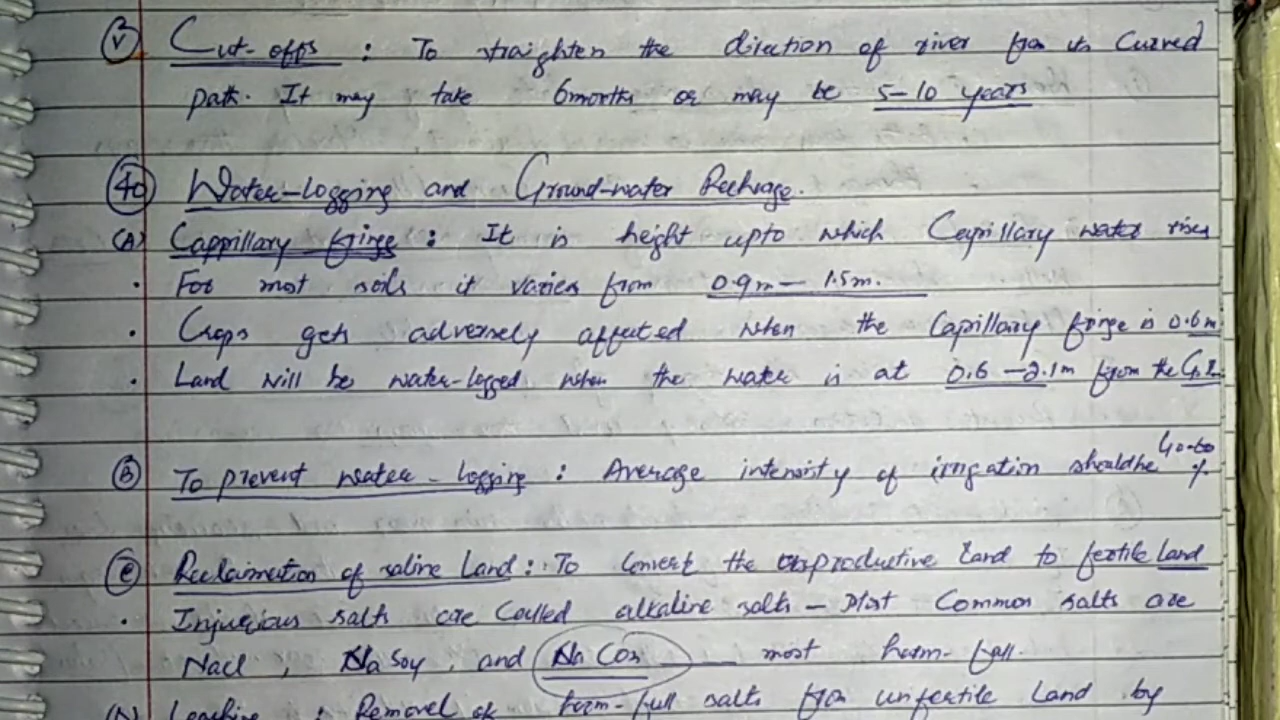 (V) Cut-offs : To straighten the direction of river from its Curved
path. It may take 6months or may be 5-10 years
(40) Water-logging and Ground-water Recharge.
(A) Cappillary fringe : It is height upto which Capillary water rises
· For most soils it varies from 0.9m - 1.5m.
· Crops gets adversely affected when the Capillary fringe is 0.6m
· Land will be water-logged when the water is at 0.6 - 2.1m from the G.L
(B) To prevent water-logging : Average intensity of irrigation should be 40-60 %
(C) Reclaimation of saline Land : To Convert the unproductive Land to fertile Land
· Injurious salts are Called alkaline salts - Most Common salts are
Nacl, Na So4, and Na Co3 most harm-full.
Leaching : Removal of harm-full salts from unfertile Land by